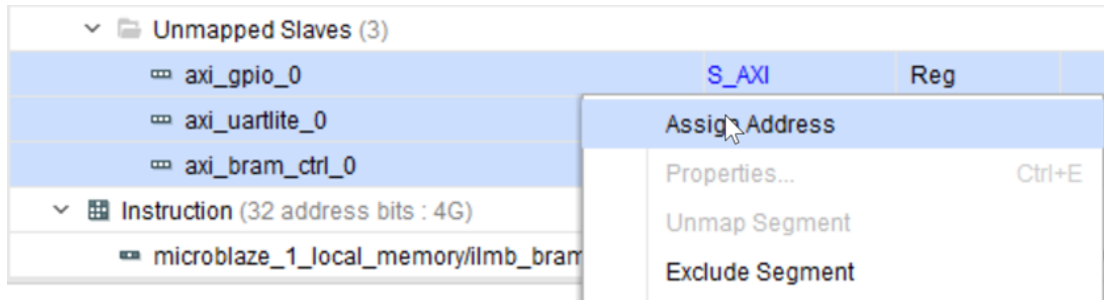 Unmapped Slaves (3)
axi_gpio_0 S_AXI Reg
axi_uartlite_0 Assign Address
axi_bram_ctrl_0 Properties... Ctrl+E
Unmap Segment
Instruction (32 address bits : 4G)
microblaze_1_local_memory/ilmb_bram Exclude Segment